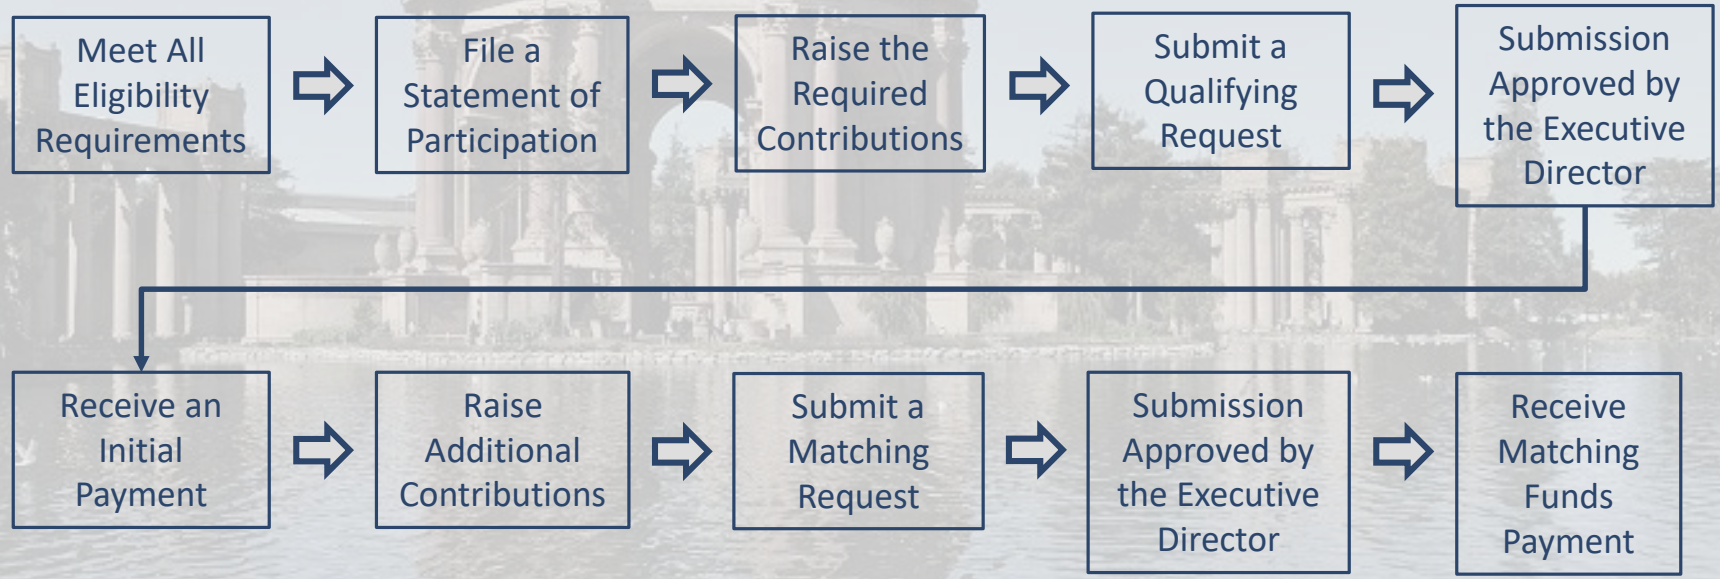 Meet All
Eligibility
Requirements
File a
Statement of
Participation
Raise the
Required
Contributions
Submit a
Qualifying
Request
Submission
Approved by
the Executive
Director
Receive an
Initial
Payment
Raise
Additional
Contributions
Submit a
Matching
Request
Submission
Approved by
the Executive
Director
Receive
Matching
Funds
Payment